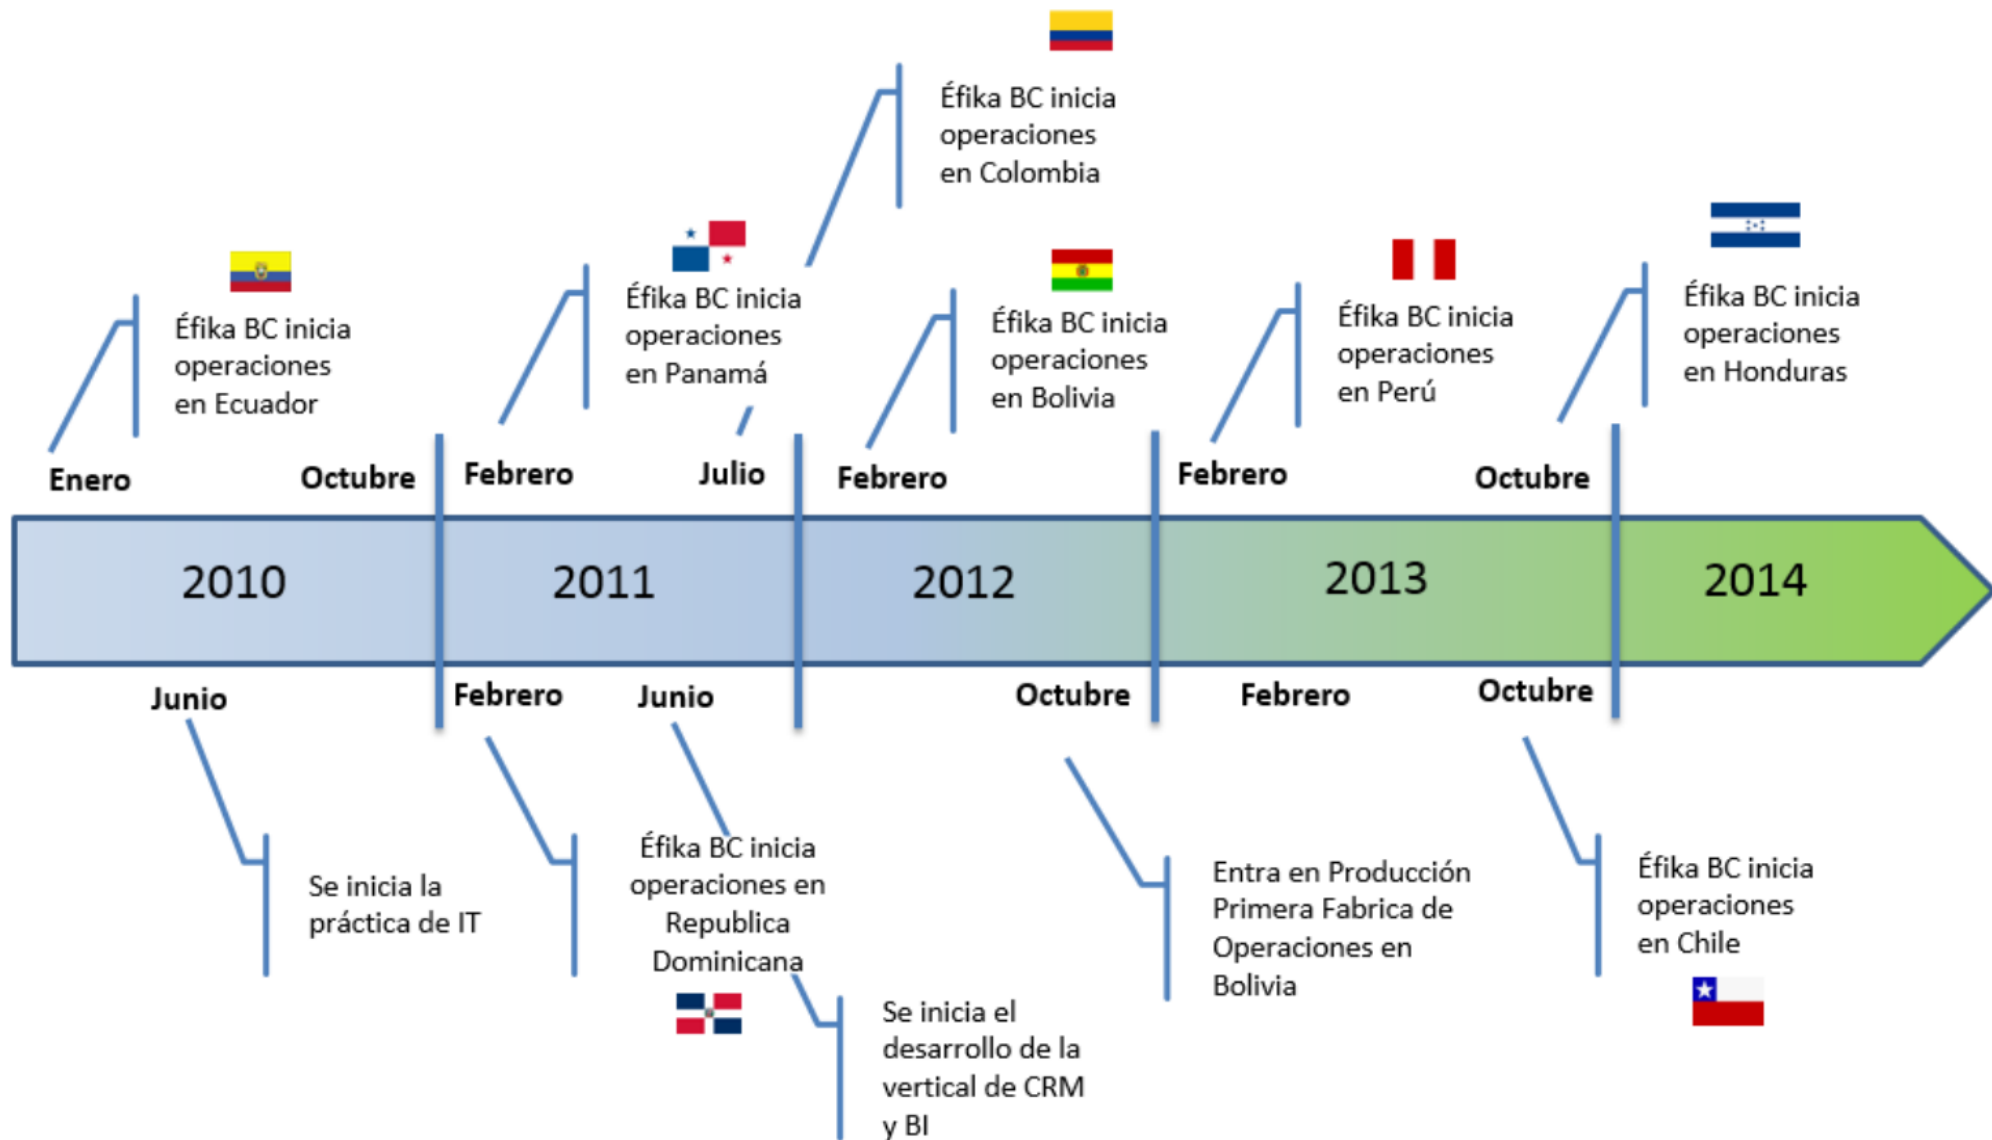 Éfika BC inicia
operaciones
en Colombia
Éfika BC inicia
operaciones
en Ecuador
Éfika BC inicia
operaciones
en Panamá
Éfika BC inicia
operaciones
en Bolivia
Éfika BC inicia
operaciones
en Perú
Éfika BC inicia
operaciones
en Honduras
Enero
Octubre
Febrero
Julio
Febrero
Febrero
Octubre
2010
2011
2012
2013
2014
Junio
Febrero
Junio
Octubre
Febrero
Octubre
Se inicia la
práctica de IT
Éfika BC inicia
operaciones en
Republica
Dominicana
Se inicia el
desarrollo de la
vertical de CRM
y BI
Entra en Producción
Primera Fabrica de
Operaciones en
Bolivia
Éfika BC inicia
operaciones
en Chile